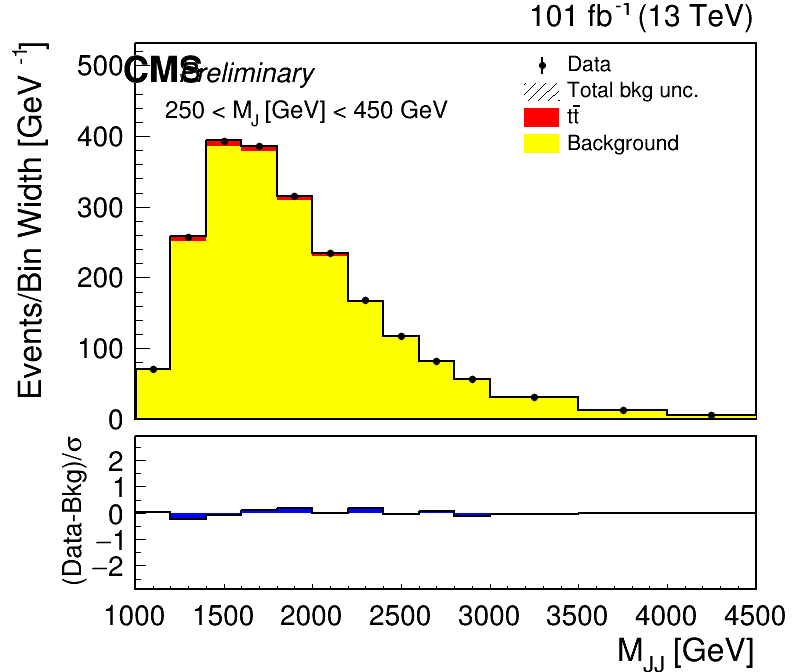 101 fb⁻¹ (13 TeV)
CMS Preliminary
250 < M_J [GeV] < 450 GeV
Data
Total bkg unc.
tt̄
Background
Events/Bin Width [GeV⁻¹]
500
400
300
200
100
0
(Data-Bkg)/σ
2
1
0
−1
−2
1000 1500 2000 2500 3000 3500 4000 4500
M_JJ [GeV]